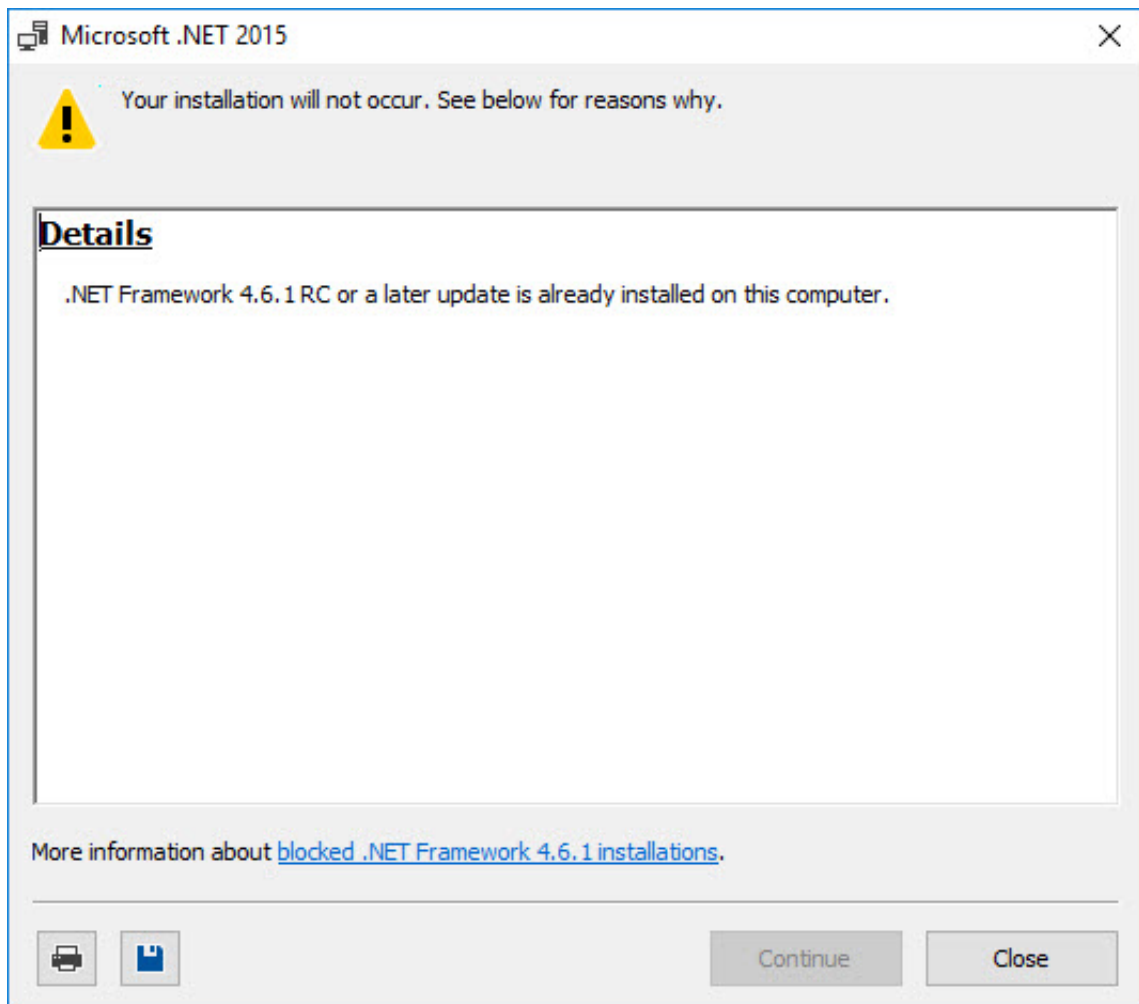 Microsoft .NET 2015
Your installation will not occur. See below for reasons why.
Details
.NET Framework 4.6.1 RC or a later update is already installed on this computer.
More information about blocked .NET Framework 4.6.1 installations.
Continue
Close